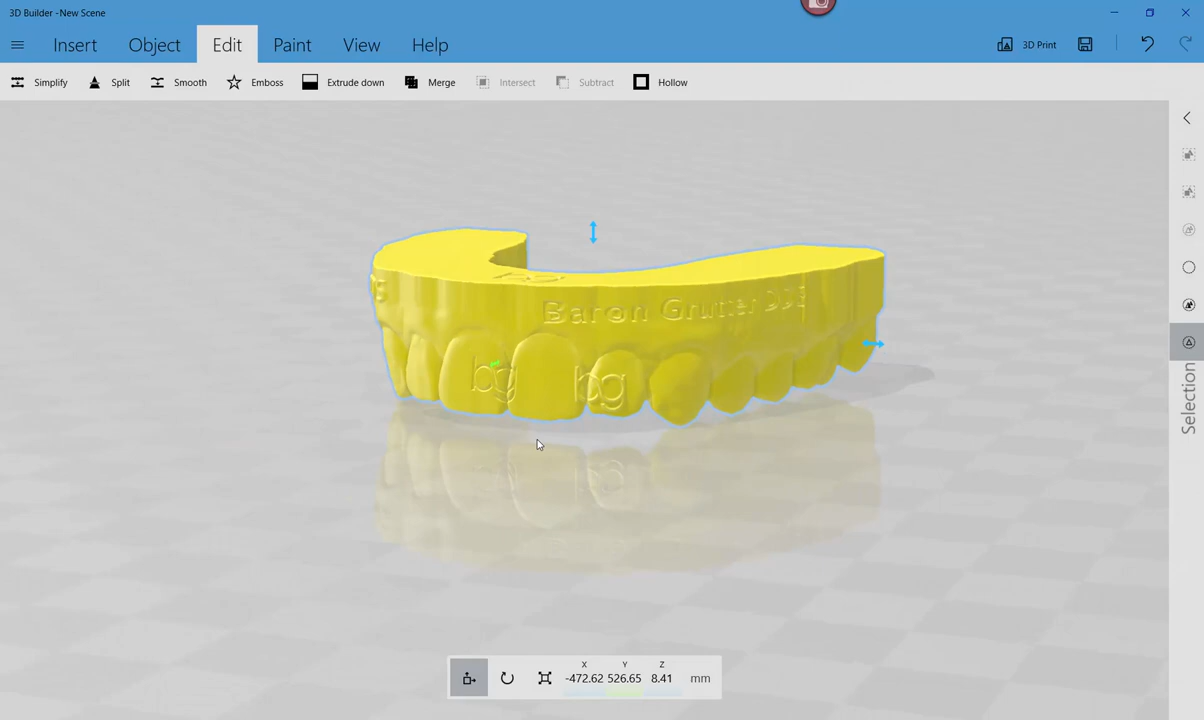 3D Builder -New Scene
Insert Object Edit Paint View Help
3D Print
Simplify Split Smooth Emboss Extrude down Merge Intersect Subtract Hollow
Baron Grutter DDS
bg bg
Selection
X Y Z
-472.62 526.65 8.41 mm